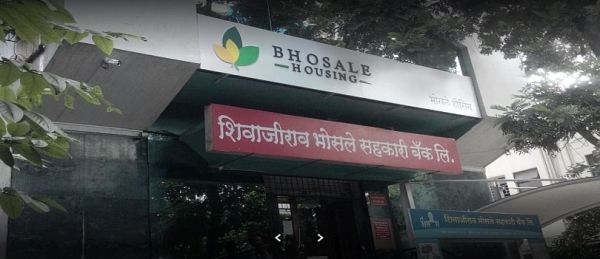 BHOSALE
HOUSING
भोसले हौसिंग
शिवाजीराव भोसले सहकारी बँक लि.
शिवाजीराव भोसले सहकारी बँक लि.